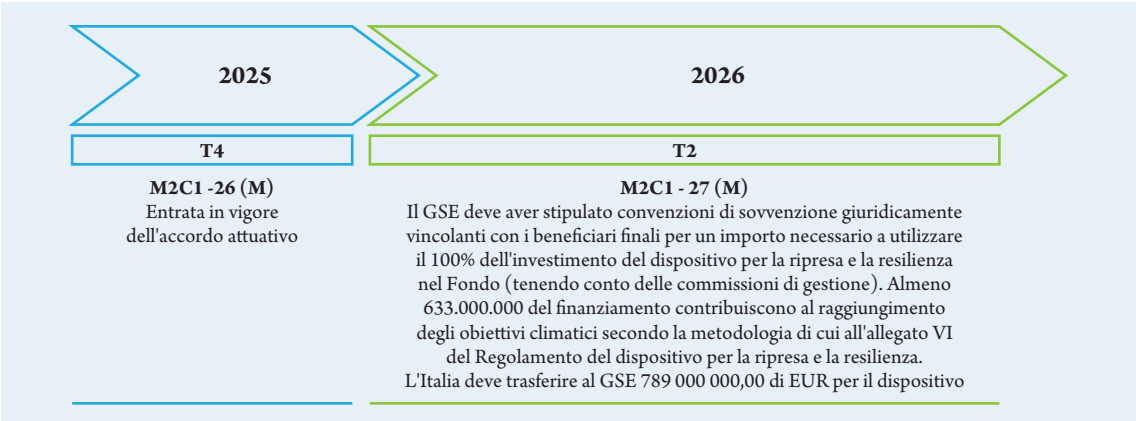 2025
2026
T4
T2
M2C1 -26 (M)
Entrata in vigore
dell'accordo attuativo
M2C1 - 27 (M)
Il GSE deve aver stipulato convenzioni di sovvenzione giuridicamente
vincolanti con i beneficiari finali per un importo necessario a utilizzare
il 100% dell'investimento del dispositivo per la ripresa e la resilienza
nel Fondo (tenendo conto delle commissioni di gestione). Almeno
633.000.000 del finanziamento contribuiscono al raggiungimento
degli obiettivi climatici secondo la metodologia di cui all'allegato VI
del Regolamento del dispositivo per la ripresa e la resilienza.
L'Italia deve trasferire al GSE 789 000 000,00 di EUR per il dispositivo